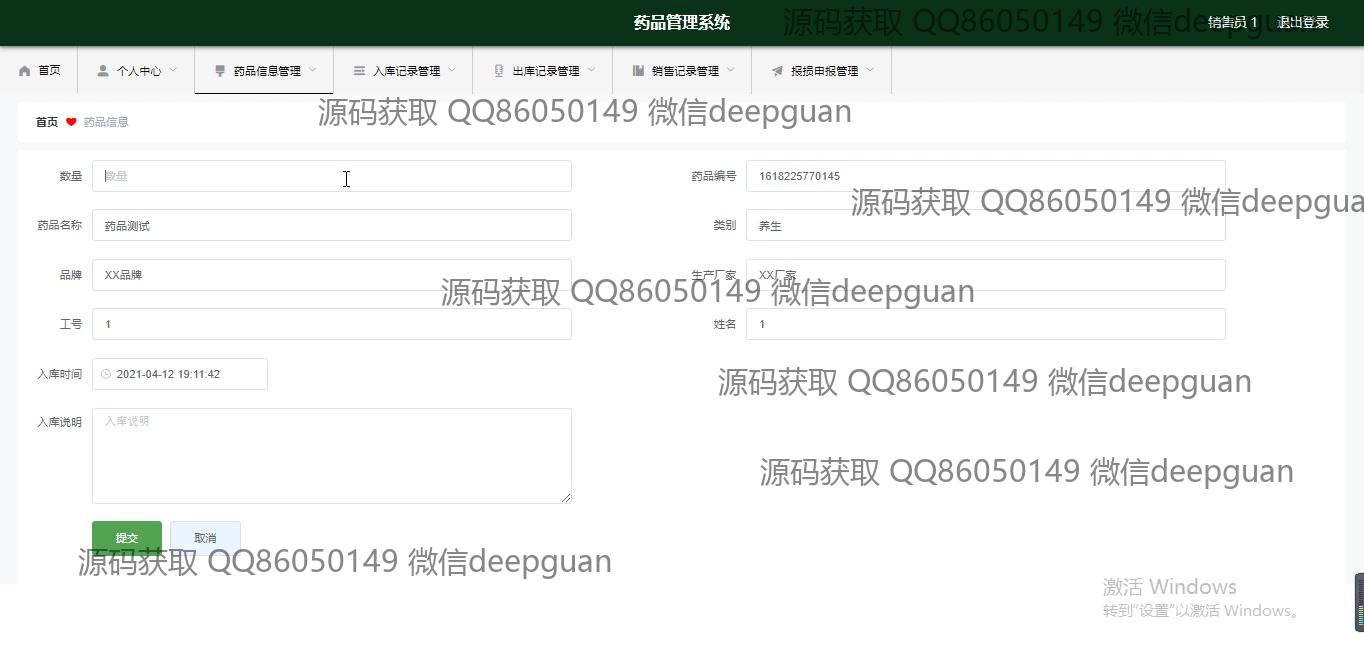 药品管理系统
源码获取 QQ86050149 微信deepguan
销售员 1
退出登录
首页
个人中心
药品信息管理
入库记录管理
出库记录管理
销售记录管理
报损申报管理
源码获取 QQ86050149 微信deepguan
首页
药品信息
数量
数量
药品编号
1618225770145
源码获取 QQ86050149 微信deepgua
药品名称
药品测试
类别
养生
品牌
XX品牌
生产厂家
XX厂家
源码获取 QQ86050149 微信deepguan
工号
1
姓名
1
入库时间
2021-04-12 19:11:42
源码获取 QQ86050149 微信deepguan
入库说明
入库说明
源码获取 QQ86050149 微信deepguan
提交
取消
源码获取 QQ86050149 微信deepguan
激活 Windows
转到"设置"以激活 Windows。